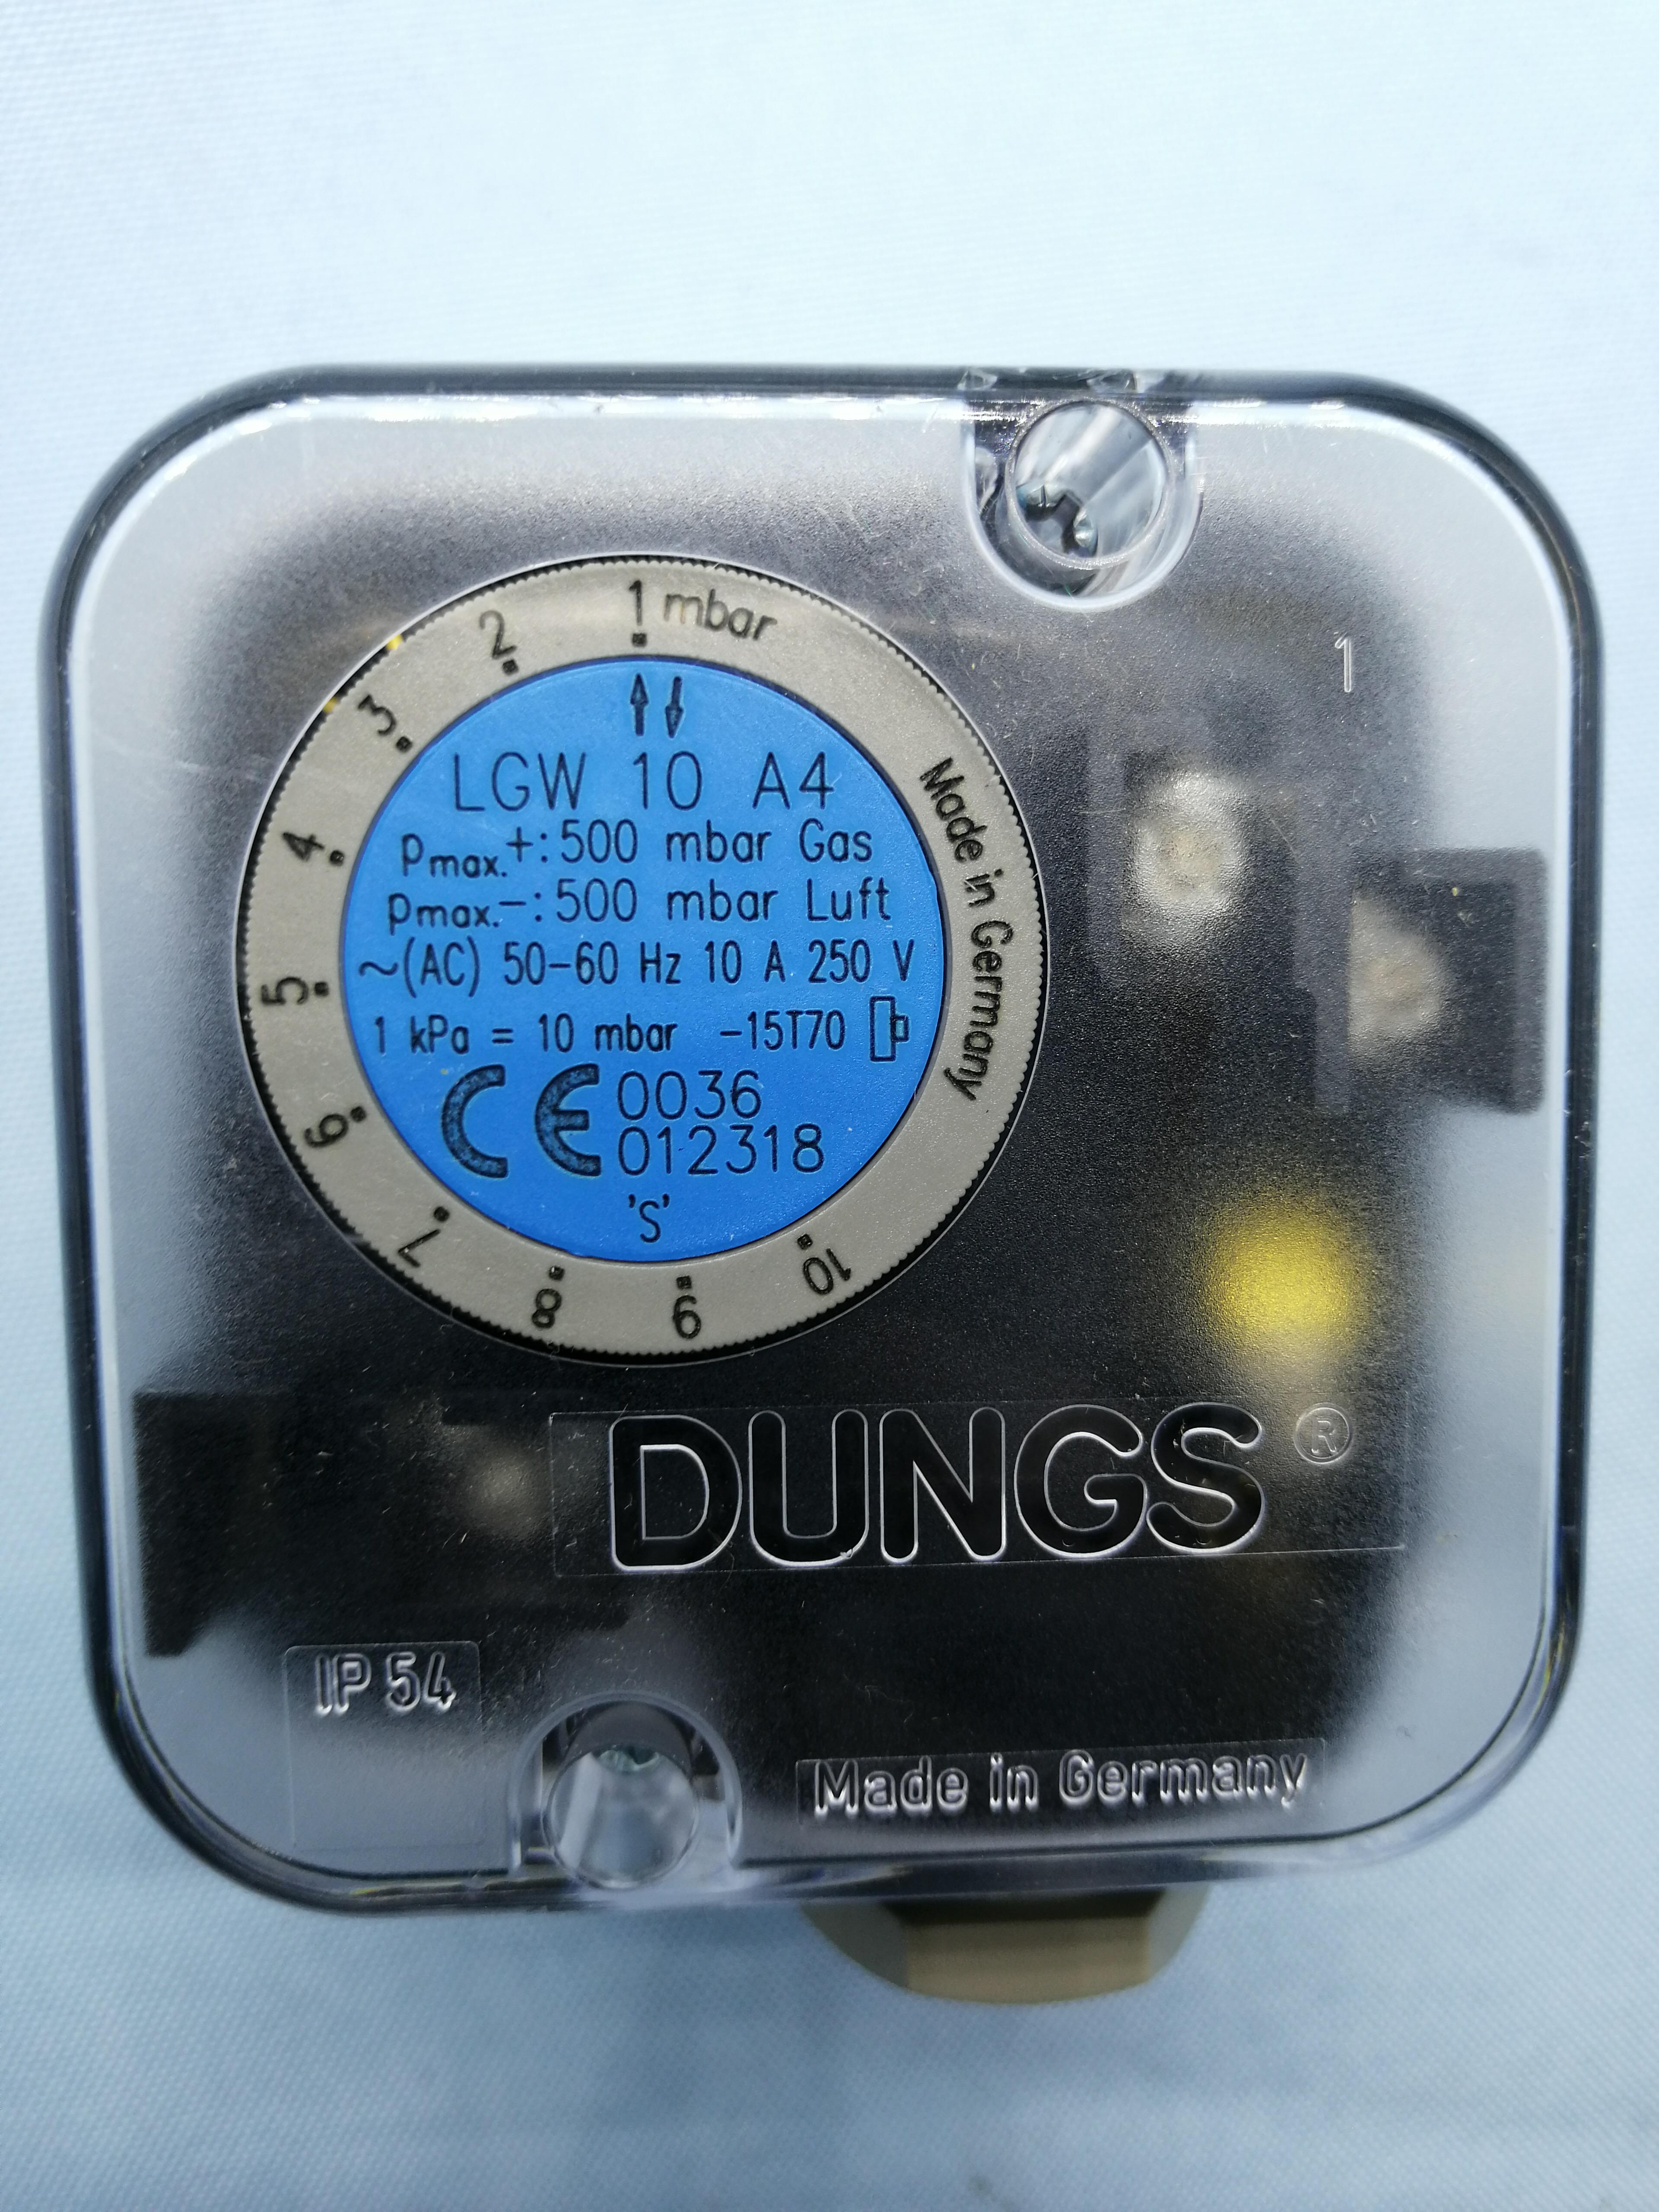 1 mbar
2
3
4
5
6
7
8
9
10
Made in Germany
↑↓
LGW 10 A4
pmax.+:500 mbar Gas
pmax.-:500 mbar Luft
~(AC) 50-60 Hz 10 A 250 V
1 kPa = 10 mbar -15T70
CE 0036
012318
'S'
1
DUNGS®
IP 54
Made in Germany